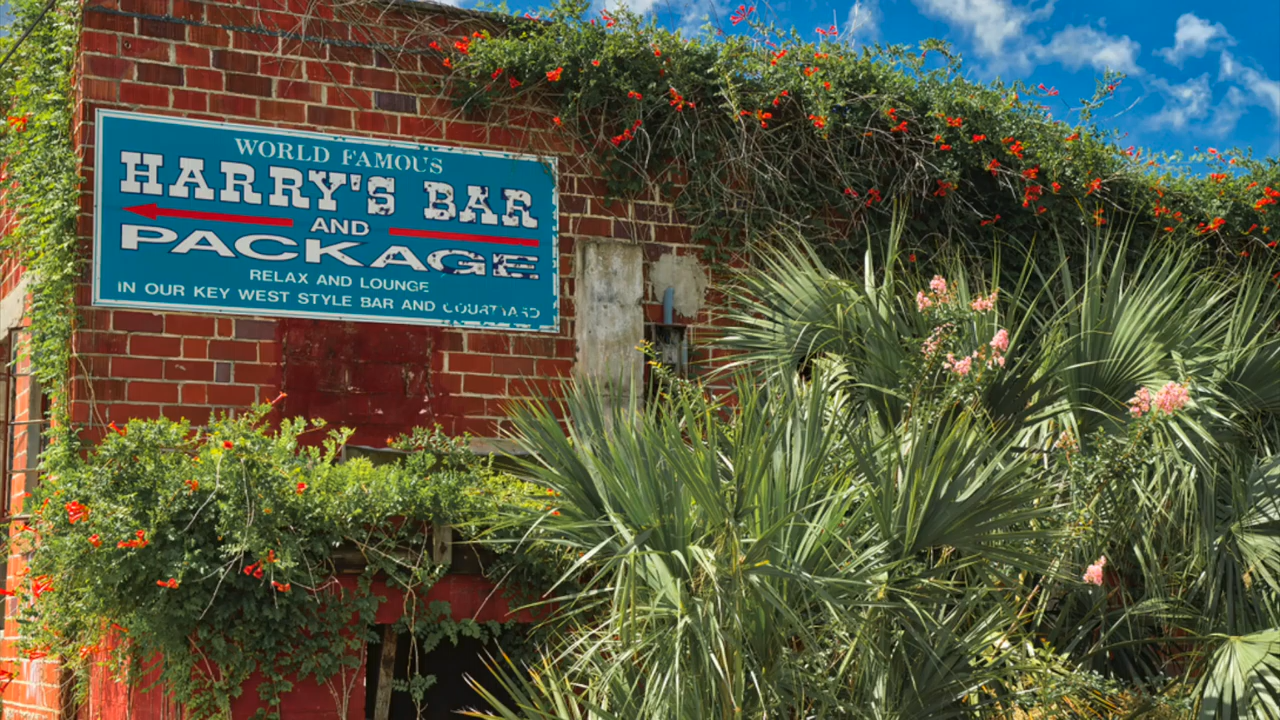 WORLD FAMOUS
HARRY'S BAR
AND
PACKAGE
RELAX AND LOUNGE
IN OUR KEY WEST STYLE BAR AND COURTYARD